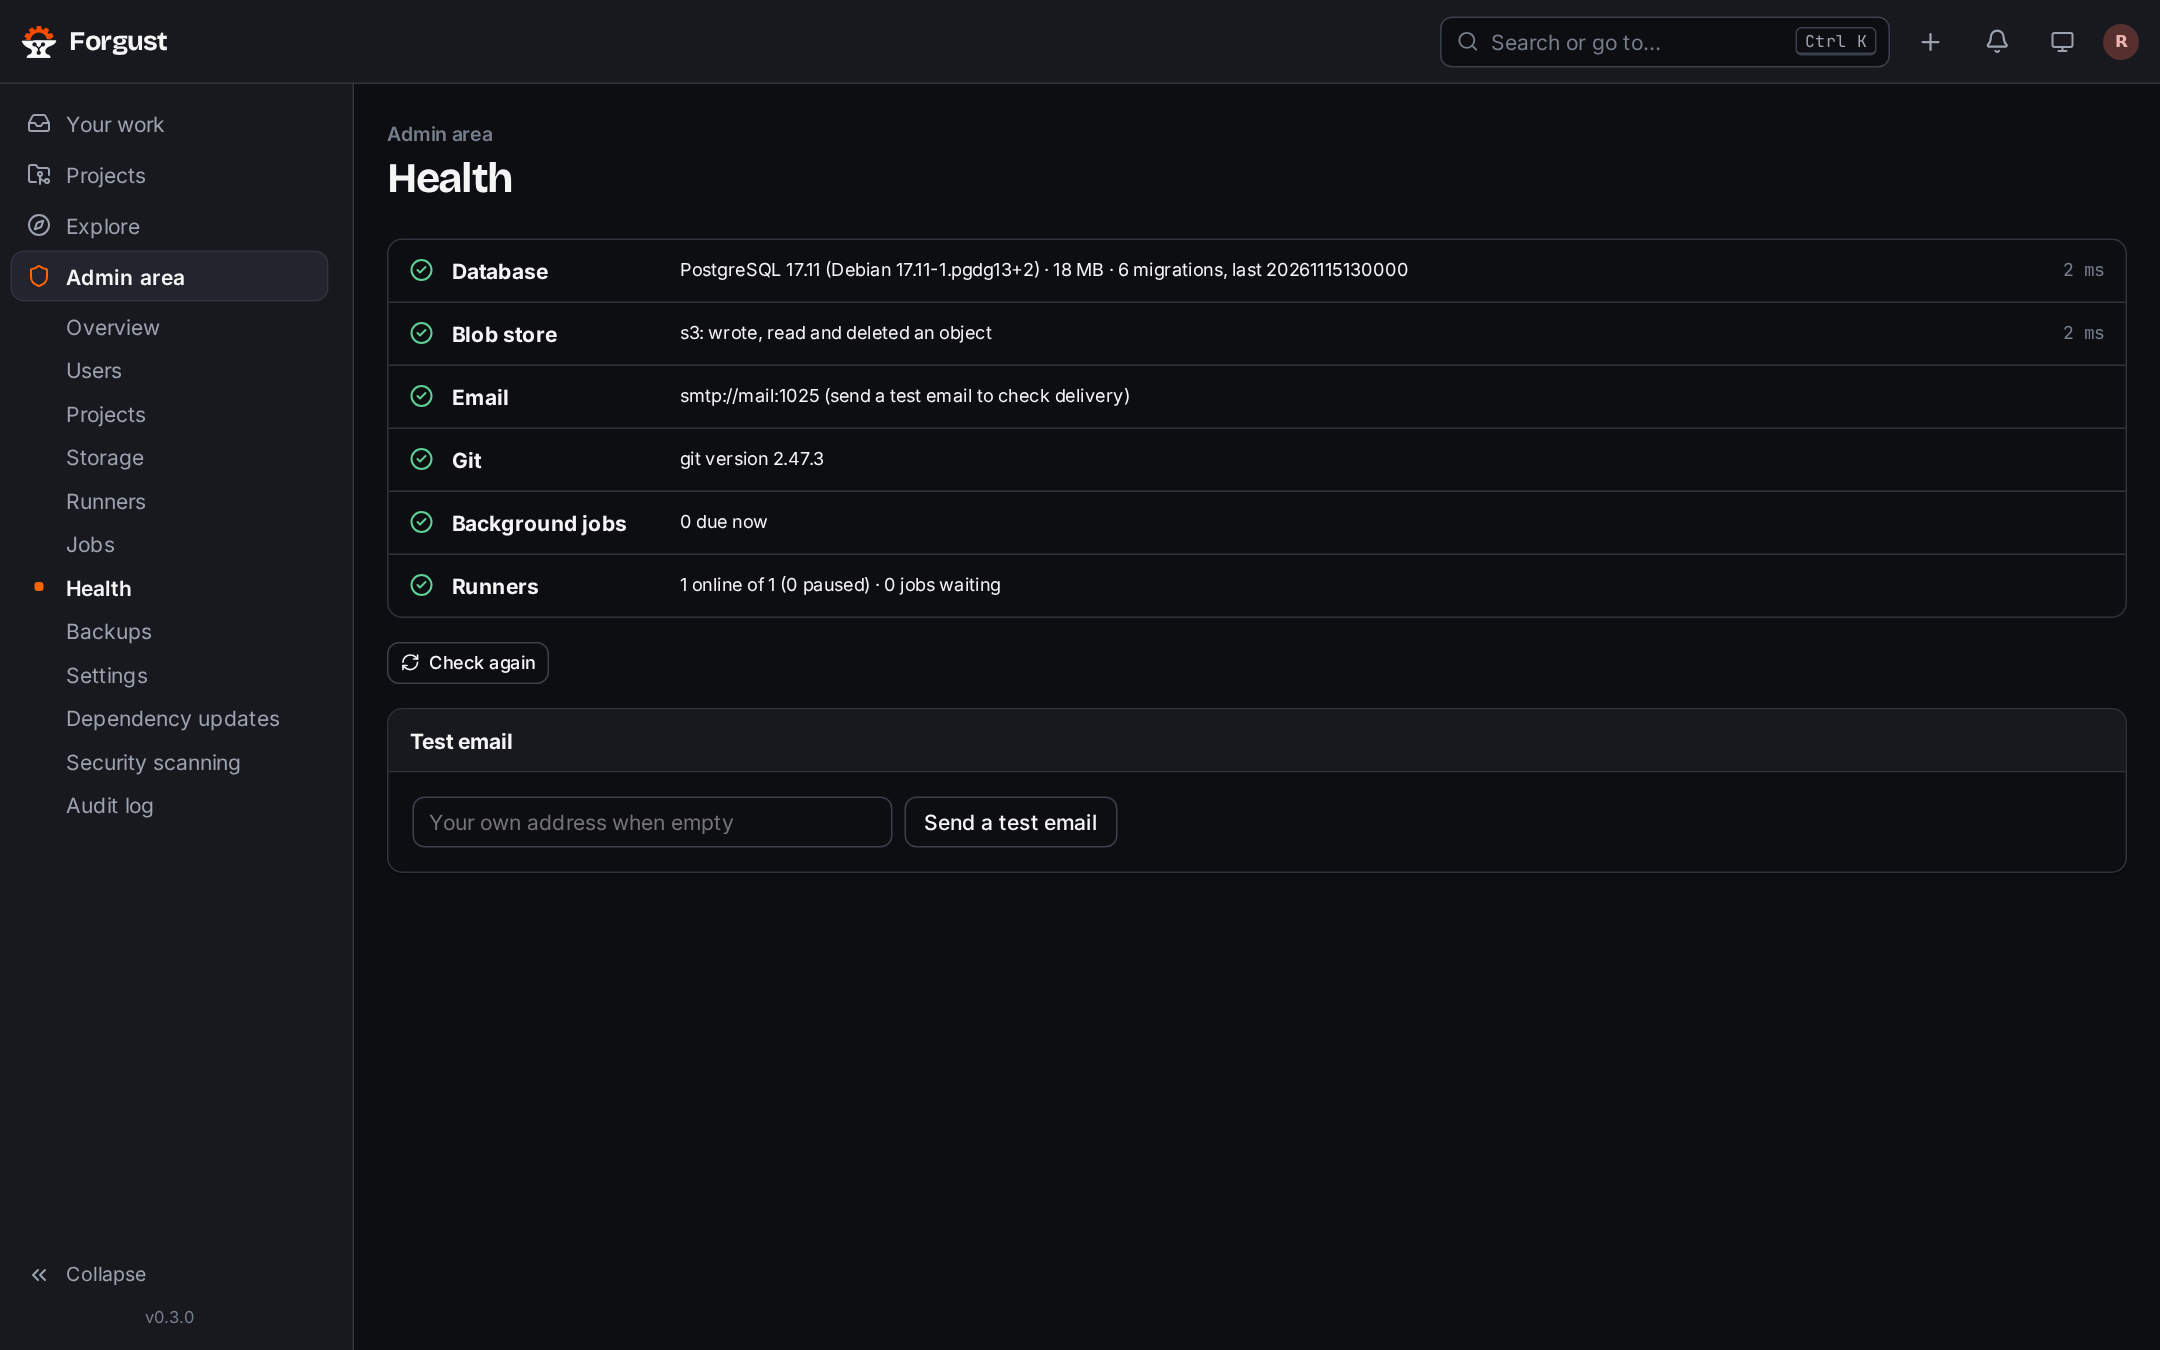 Forgust
Search or go to...
Ctrl K
R
Your work
Projects
Explore
Admin area
Overview
Users
Projects
Storage
Runners
Jobs
Health
Backups
Settings
Dependency updates
Security scanning
Audit log
Collapse
v0.3.0
Admin area
Health
Database PostgreSQL 17.11 (Debian 17.11-1.pgdg13+2) · 18 MB · 6 migrations, last 20261115130000 2 ms
Blob store s3: wrote, read and deleted an object 2 ms
Email smtp://mail:1025 (send a test email to check delivery)
Git git version 2.47.3
Background jobs 0 due now
Runners 1 online of 1 (0 paused) · 0 jobs waiting
Check again
Test email
Your own address when empty
Send a test email